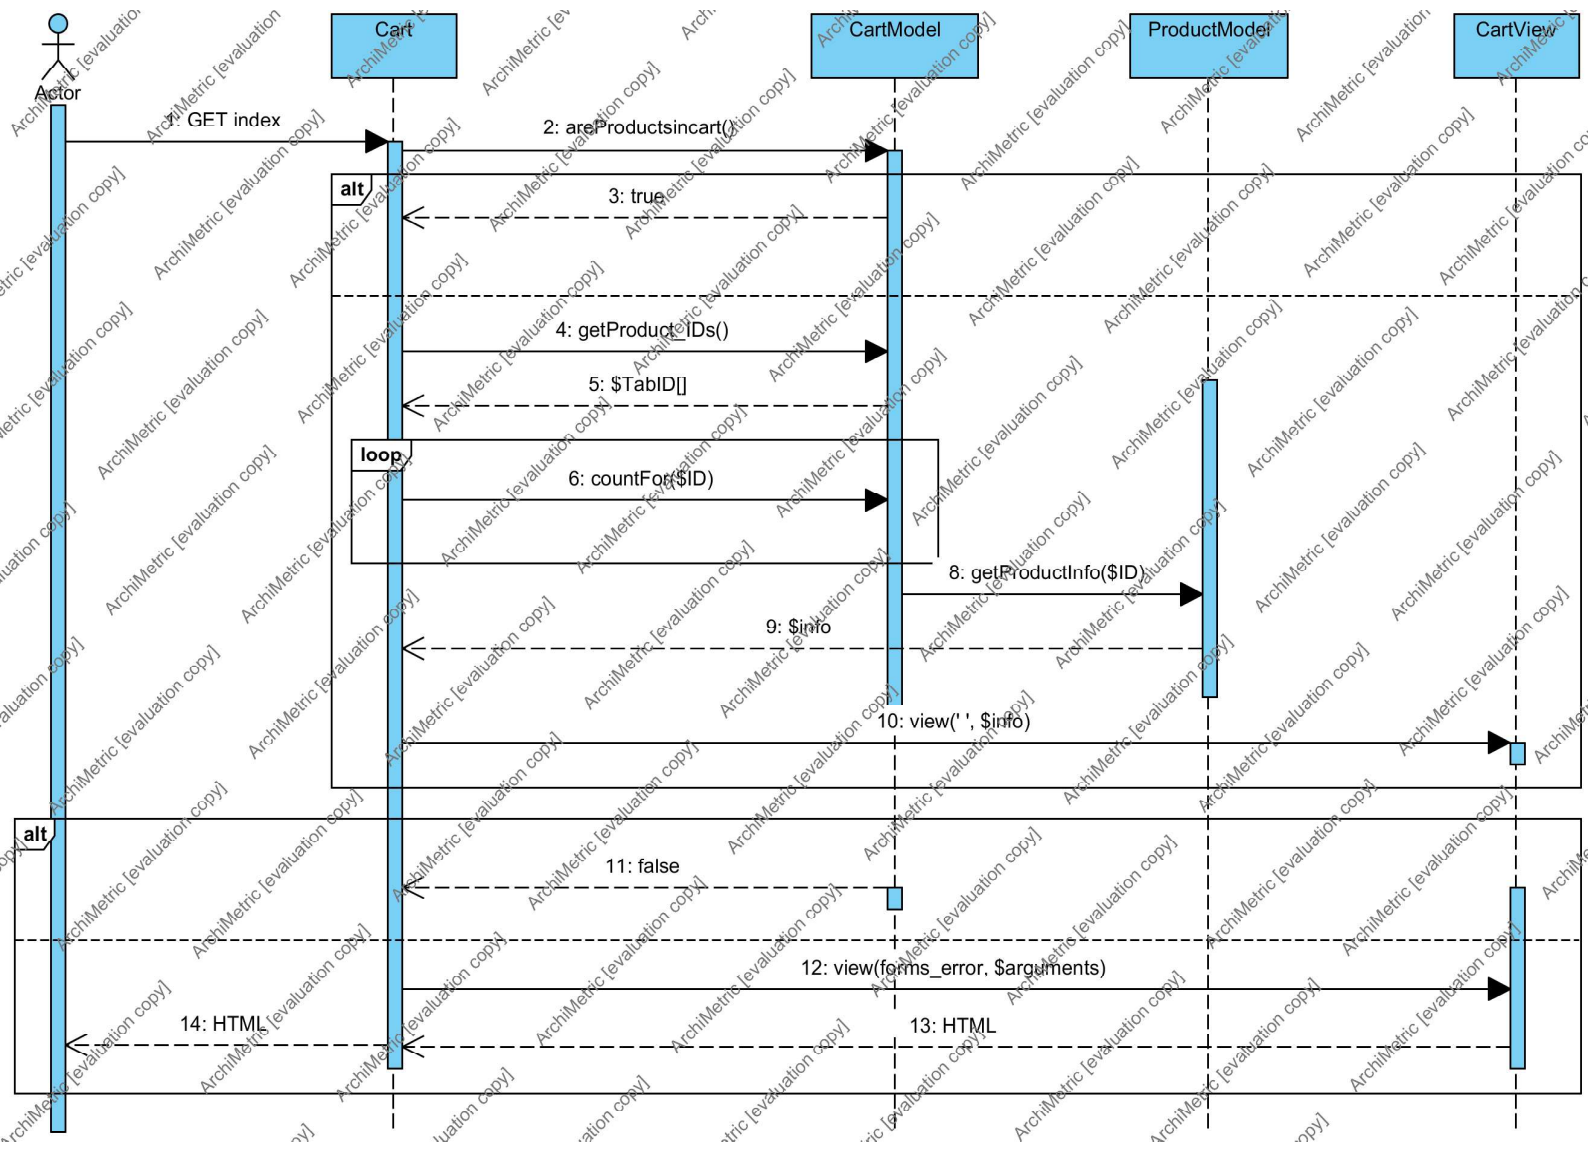 Cart
CartModel
ProductModel
CartView
Actor
1: GET index
2: areProductsincart()
alt
3: true
4: getProduct_IDs()
5: $TabID[]
loop
6: countFor($ID)
8: getProductInfo($ID)
9: $info
10: view(' ', $info)
alt
11: false
12: view(forms_error, $arguments)
14: HTML
13: HTML
ArchiMetric [evaluation copy]